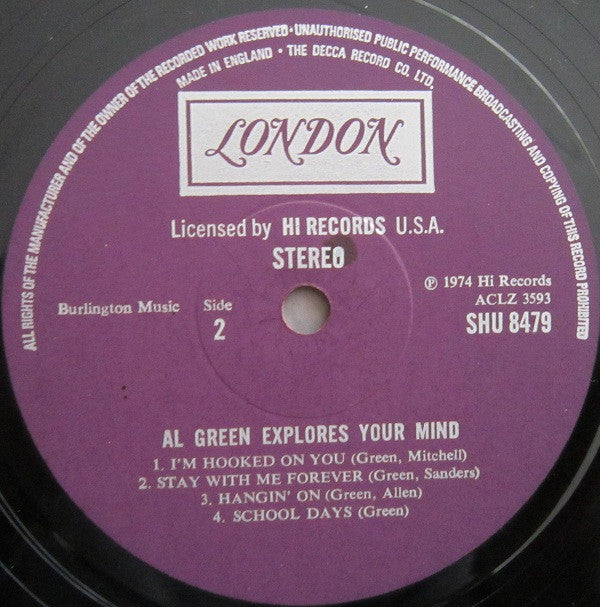 ALL RIGHTS OF THE MANUFACTURER AND OF THE OWNER OF THE RECORDED WORK RESERVED · UNAUTHORISED PUBLIC PERFORMANCE BROADCASTING AND COPYING OF THIS RECORD PROHIBITED
MADE IN ENGLAND · THE DECCA RECORD CO. LTD.
LONDON
Licensed by HI RECORDS U.S.A.
STEREO
℗ 1974 Hi Records
ACLZ 3593
Burlington Music
Side
2
SHU 8479
AL GREEN EXPLORES YOUR MIND
1. I'M HOOKED ON YOU (Green, Mitchell)
2. STAY WITH ME FOREVER (Green, Sanders)
3. HANGIN' ON (Green, Allen)
4. SCHOOL DAYS (Green)